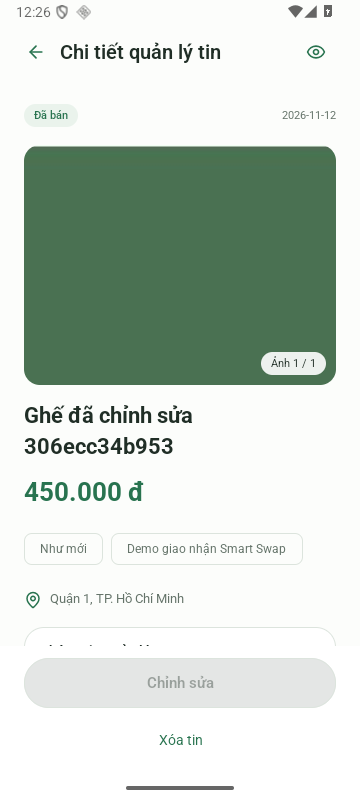 12:26
Chi tiết quản lý tin
Đã bán
2026-11-12
Ảnh 1 / 1
Ghế đã chỉnh sửa
306ecc34b953
450.000 đ
Như mới
Demo giao nhận Smart Swap
Quận 1, TP. Hồ Chí Minh
Chỉnh sửa
Xóa tin